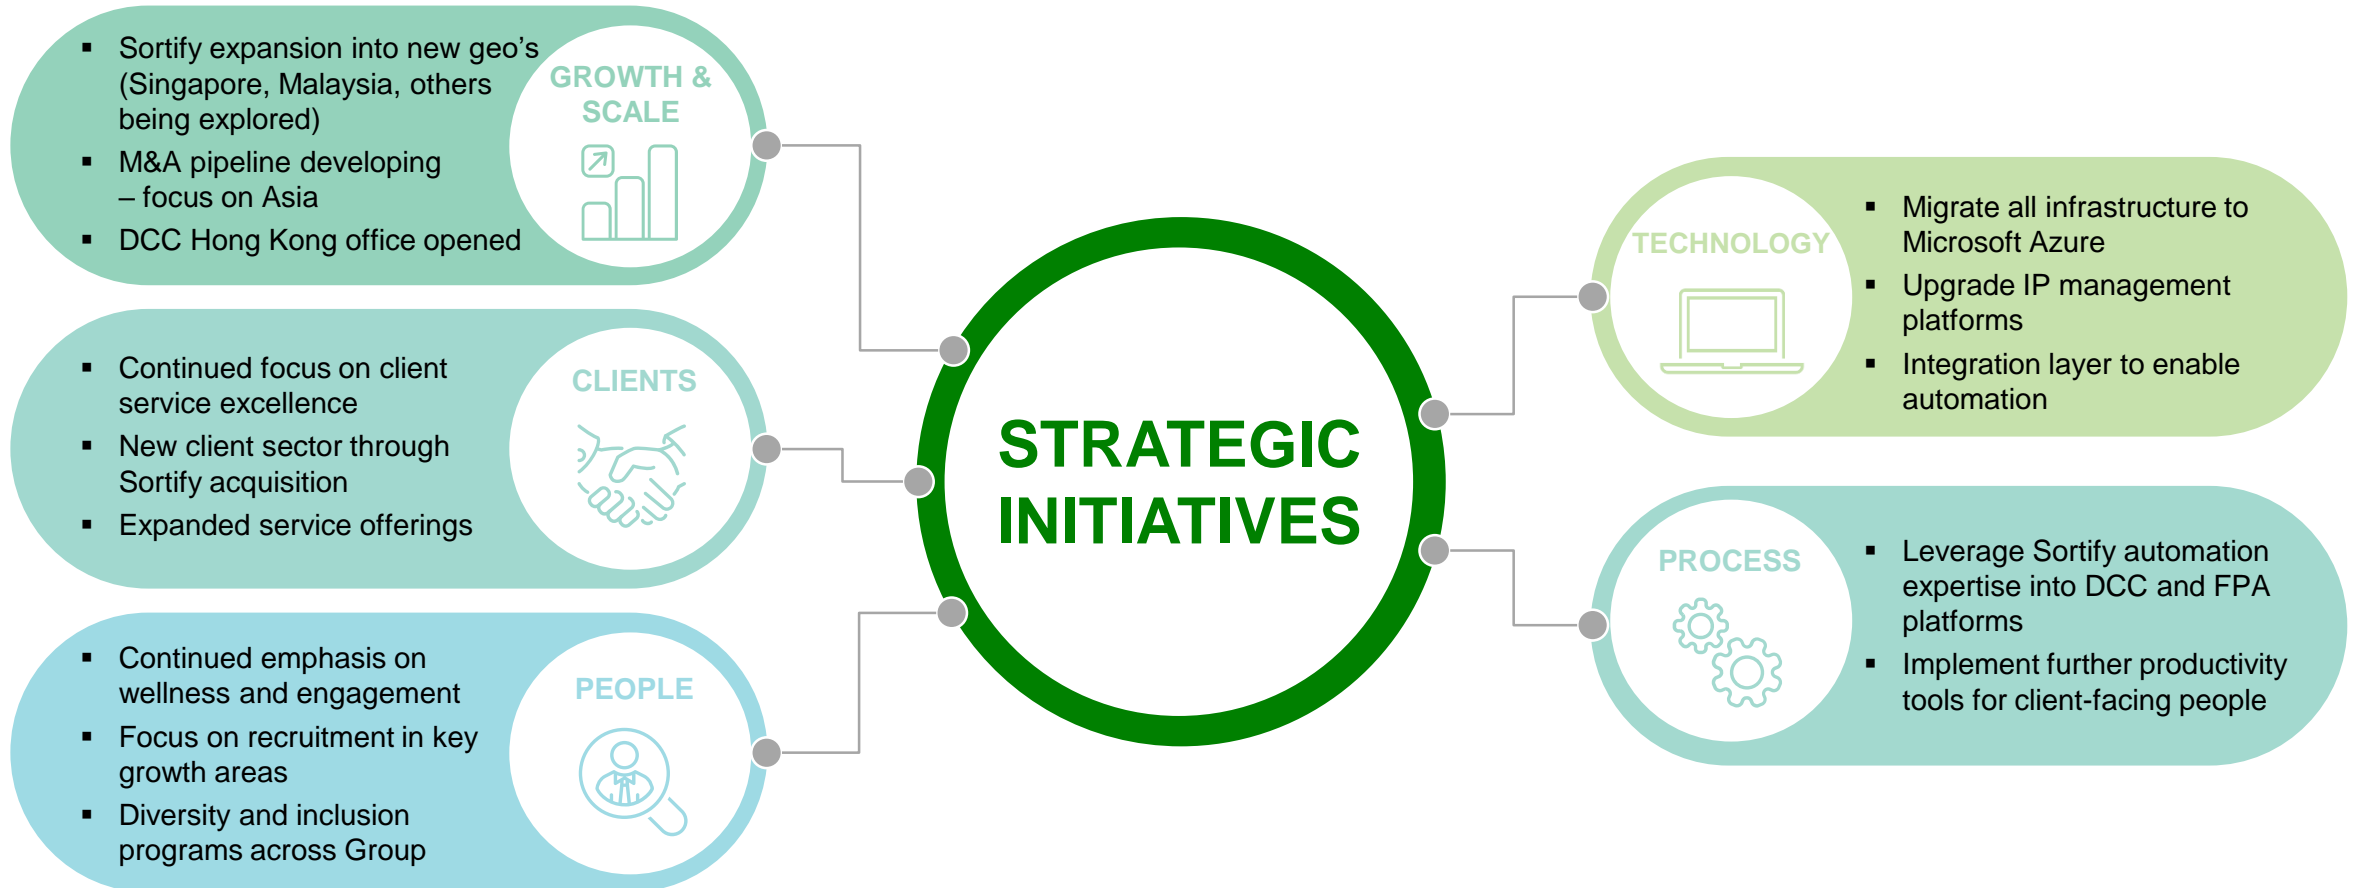 ▪ Sortify expansion into new geo’s
(Singapore, Malaysia, others
being explored)
▪ M&A pipeline developing
– focus on Asia
▪ DCC Hong Kong office opened
GROWTH &
SCALE
▪ Continued focus on client
service excellence
▪ New client sector through
Sortify acquisition
▪ Expanded service offerings
CLIENTS
▪ Continued emphasis on
wellness and engagement
▪ Focus on recruitment in key
growth areas
▪ Diversity and inclusion
programs across Group
PEOPLE
STRATEGIC
INITIATIVES
TECHNOLOGY
▪ Migrate all infrastructure to
Microsoft Azure
▪ Upgrade IP management
platforms
▪ Integration layer to enable
automation
PROCESS
▪ Leverage Sortify automation
expertise into DCC and FPA
platforms
▪ Implement further productivity
tools for client-facing people